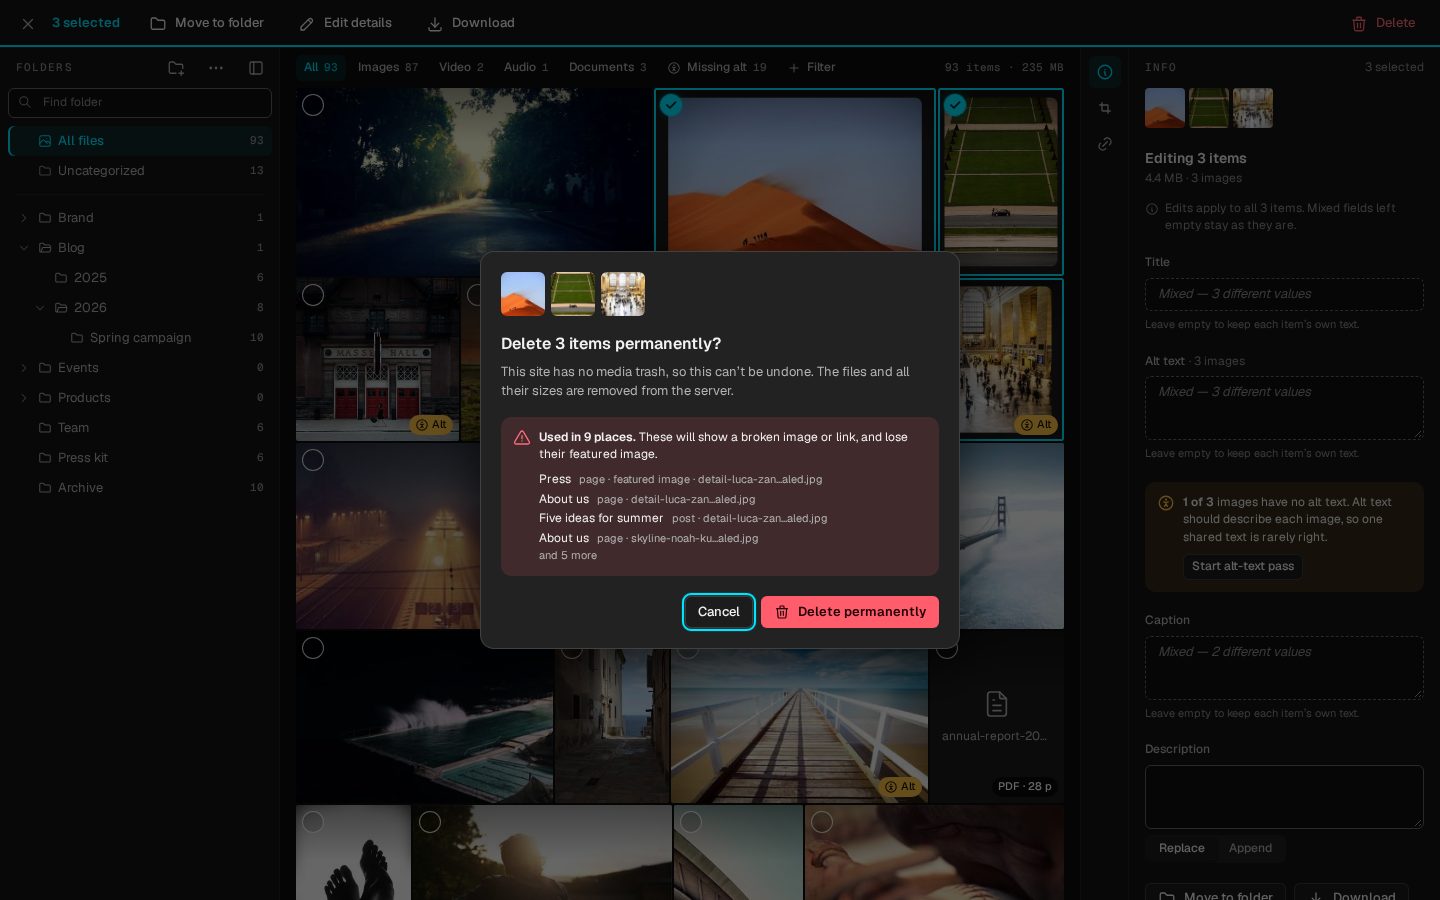 3 selected
Move to folder
Edit details
Download
Delete
FOLDERS
Find folder
All files 93
Uncategorized 13
Brand 1
Blog 1
2025 6
2026 8
Spring campaign 10
Events 0
Products 0
Team 6
Press kit 6
Archive 10
All 93
Images 87
Video 2
Audio 1
Documents 3
Missing alt 19
Filter
93 items · 235 MB
MASSEY HALL
Alt
Alt
Delete 3 items permanently?
This site has no media trash, so this can’t be undone. The files and all
their sizes are removed from the server.
Used in 9 places. These will show a broken image or link, and lose
their featured image.
Press page · featured image · detail-luca-zan…aled.jpg
About us page · detail-luca-zan…aled.jpg
Five ideas for summer post · detail-luca-zan…aled.jpg
About us page · skyline-noah-ku…aled.jpg
and 5 more
Cancel
Delete permanently
Alt
annual-report-20…
PDF · 28 p
INFO
3 selected
Editing 3 items
4.4 MB · 3 images
Edits apply to all 3 items. Mixed fields left
empty stay as they are.
Title
Mixed — 3 different values
Leave empty to keep each item’s own text.
Alt text · 3 images
Mixed — 3 different values
Leave empty to keep each item’s own text.
1 of 3 images have no alt text. Alt text
should describe each image, so one
shared text is rarely right.
Start alt-text pass
Caption
Mixed — 2 different values
Leave empty to keep each item’s own text.
Description
Replace
Append
Move to folder
Download